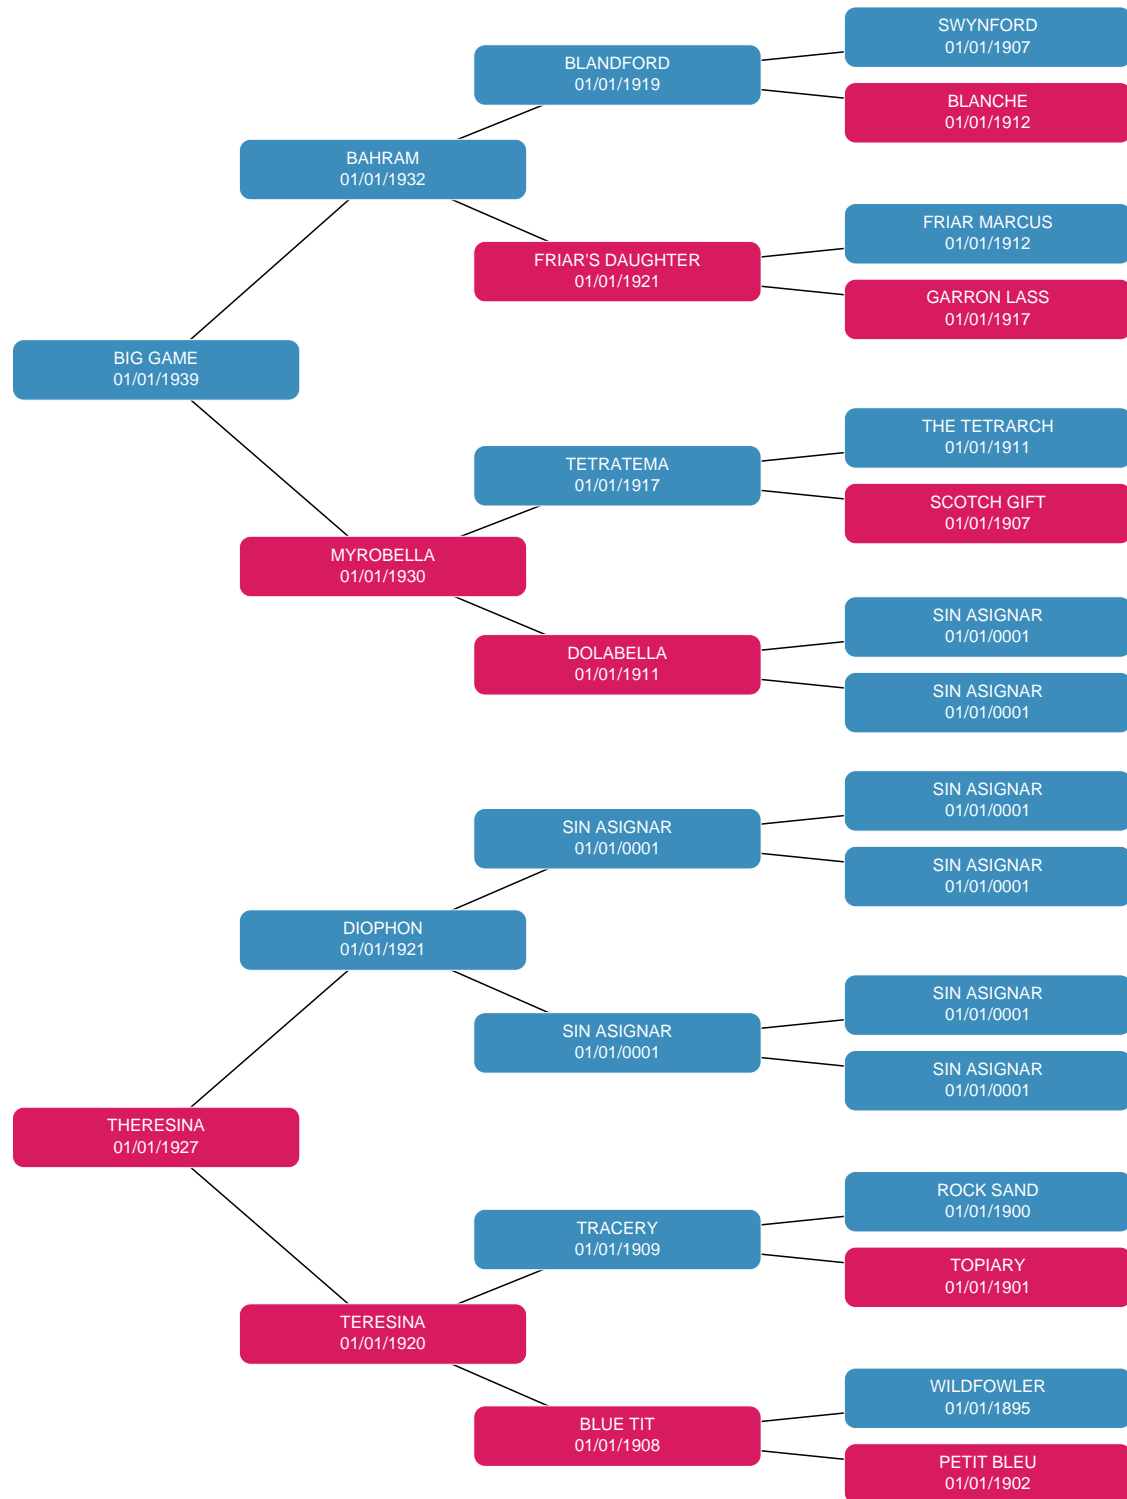 SWYNFORD
01/01/1907
BLANDFORD
01/01/1919
BLANCHE
01/01/1912
BAHRAM
01/01/1932
FRIAR MARCUS
01/01/1912
FRIAR'S DAUGHTER
01/01/1921
GARRON LASS
01/01/1917
BIG GAME
01/01/1939
THE TETRARCH
01/01/1911
TETRATEMA
01/01/1917
SCOTCH GIFT
01/01/1907
MYROBELLA
01/01/1930
SIN ASIGNAR
01/01/0001
DOLABELLA
01/01/1911
SIN ASIGNAR
01/01/0001
SIN ASIGNAR
01/01/0001
SIN ASIGNAR
01/01/0001
SIN ASIGNAR
01/01/0001
DIOPHON
01/01/1921
SIN ASIGNAR
01/01/0001
SIN ASIGNAR
01/01/0001
SIN ASIGNAR
01/01/0001
THERESINA
01/01/1927
ROCK SAND
01/01/1900
TRACERY
01/01/1909
TOPIARY
01/01/1901
TERESINA
01/01/1920
WILDFOWLER
01/01/1895
BLUE TIT
01/01/1908
PETIT BLEU
01/01/1902